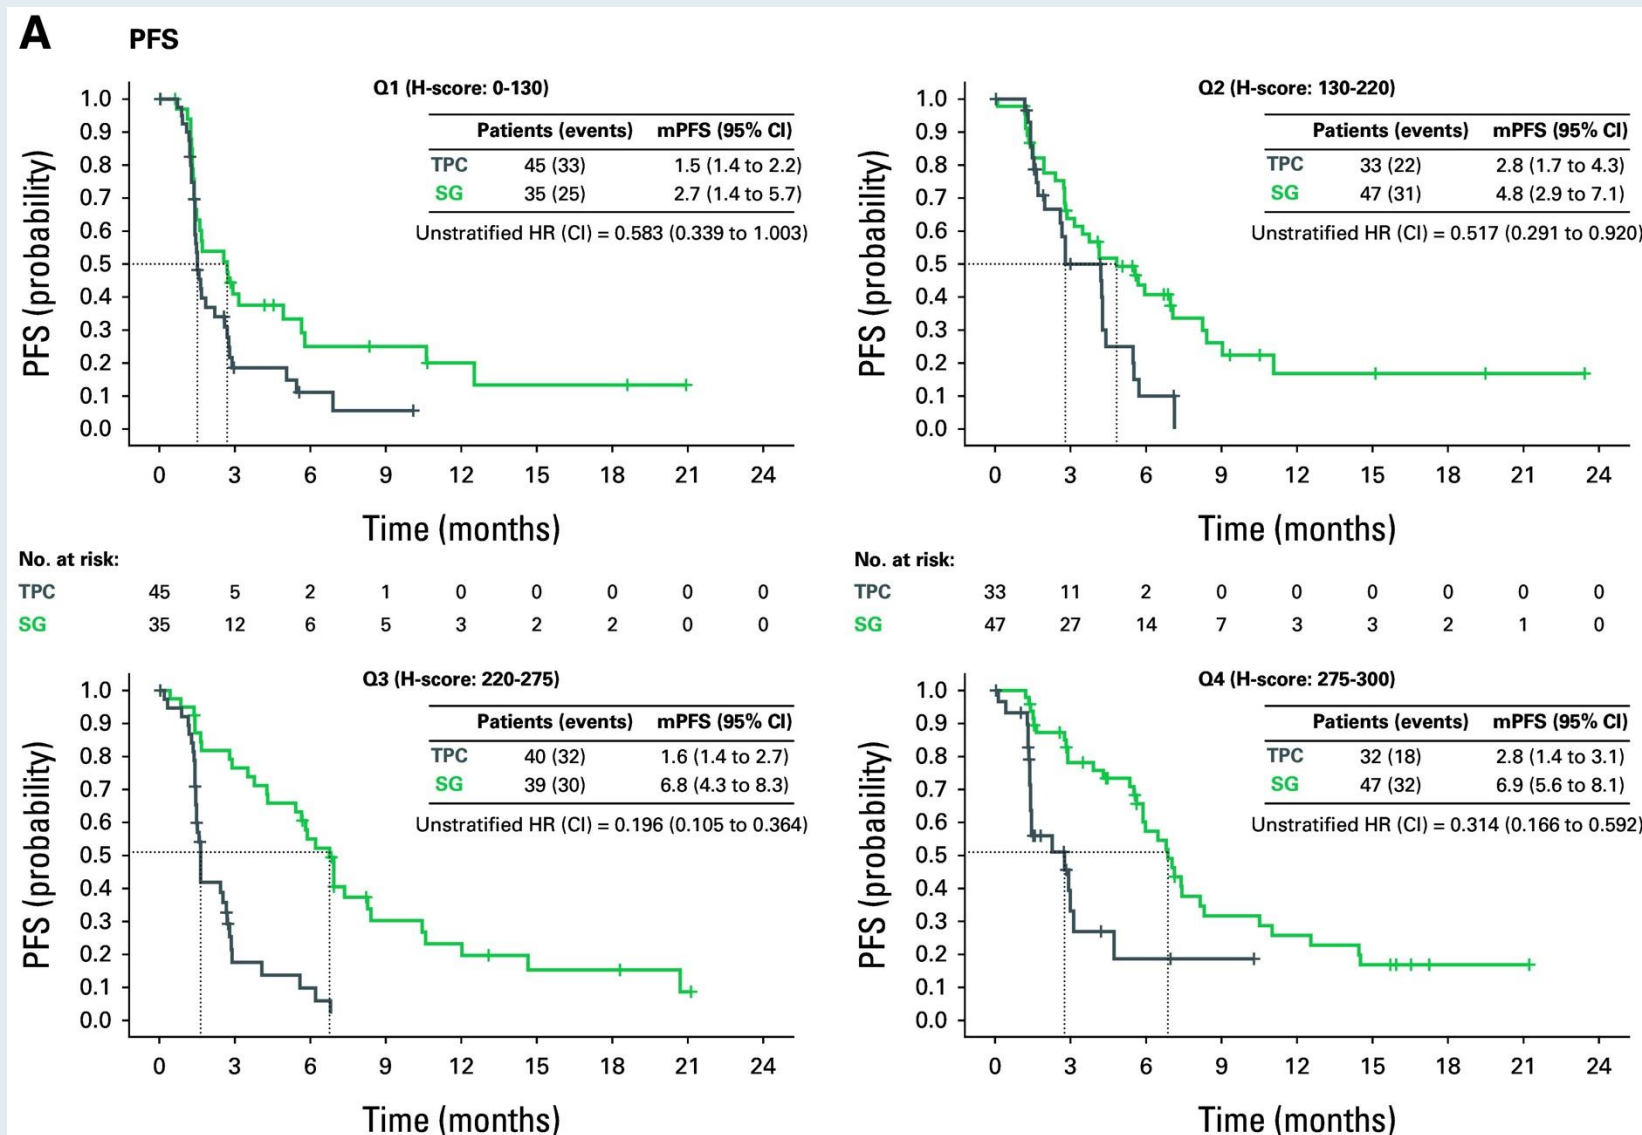 A PFS
Q1 (H-score: 0-130)
Patients (events) mPFS (95% CI)
TPC 45 (33) 1.5 (1.4 to 2.2)
SG 35 (25) 2.7 (1.4 to 5.7)
Unstratified HR (CI) = 0.583 (0.339 to 1.003)
PFS (probability)
1.0
0.9
0.8
0.7
0.6
0.5
0.4
0.3
0.2
0.1
0.0
0 3 6 9 12 15 18 21 24
Time (months)
No. at risk:
TPC 45 5 2 1 0 0 0 0 0
SG 35 12 6 5 3 2 2 0 0
Q2 (H-score: 130-220)
Patients (events) mPFS (95% CI)
TPC 33 (22) 2.8 (1.7 to 4.3)
SG 47 (31) 4.8 (2.9 to 7.1)
Unstratified HR (CI) = 0.517 (0.291 to 0.920)
PFS (probability)
1.0
0.9
0.8
0.7
0.6
0.5
0.4
0.3
0.2
0.1
0.0
0 3 6 9 12 15 18 21 24
Time (months)
No. at risk:
TPC 33 11 2 0 0 0 0 0 0
SG 47 27 14 7 3 3 2 1 0
Q3 (H-score: 220-275)
Patients (events) mPFS (95% CI)
TPC 40 (32) 1.6 (1.4 to 2.7)
SG 39 (30) 6.8 (4.3 to 8.3)
Unstratified HR (CI) = 0.196 (0.105 to 0.364)
PFS (probability)
1.0
0.9
0.8
0.7
0.6
0.5
0.4
0.3
0.2
0.1
0.0
0 3 6 9 12 15 18 21 24
Time (months)
Q4 (H-score: 275-300)
Patients (events) mPFS (95% CI)
TPC 32 (18) 2.8 (1.4 to 3.1)
SG 47 (32) 6.9 (5.6 to 8.1)
Unstratified HR (CI) = 0.314 (0.166 to 0.592)
PFS (probability)
1.0
0.9
0.8
0.7
0.6
0.5
0.4
0.3
0.2
0.1
0.0
0 3 6 9 12 15 18 21 24
Time (months)